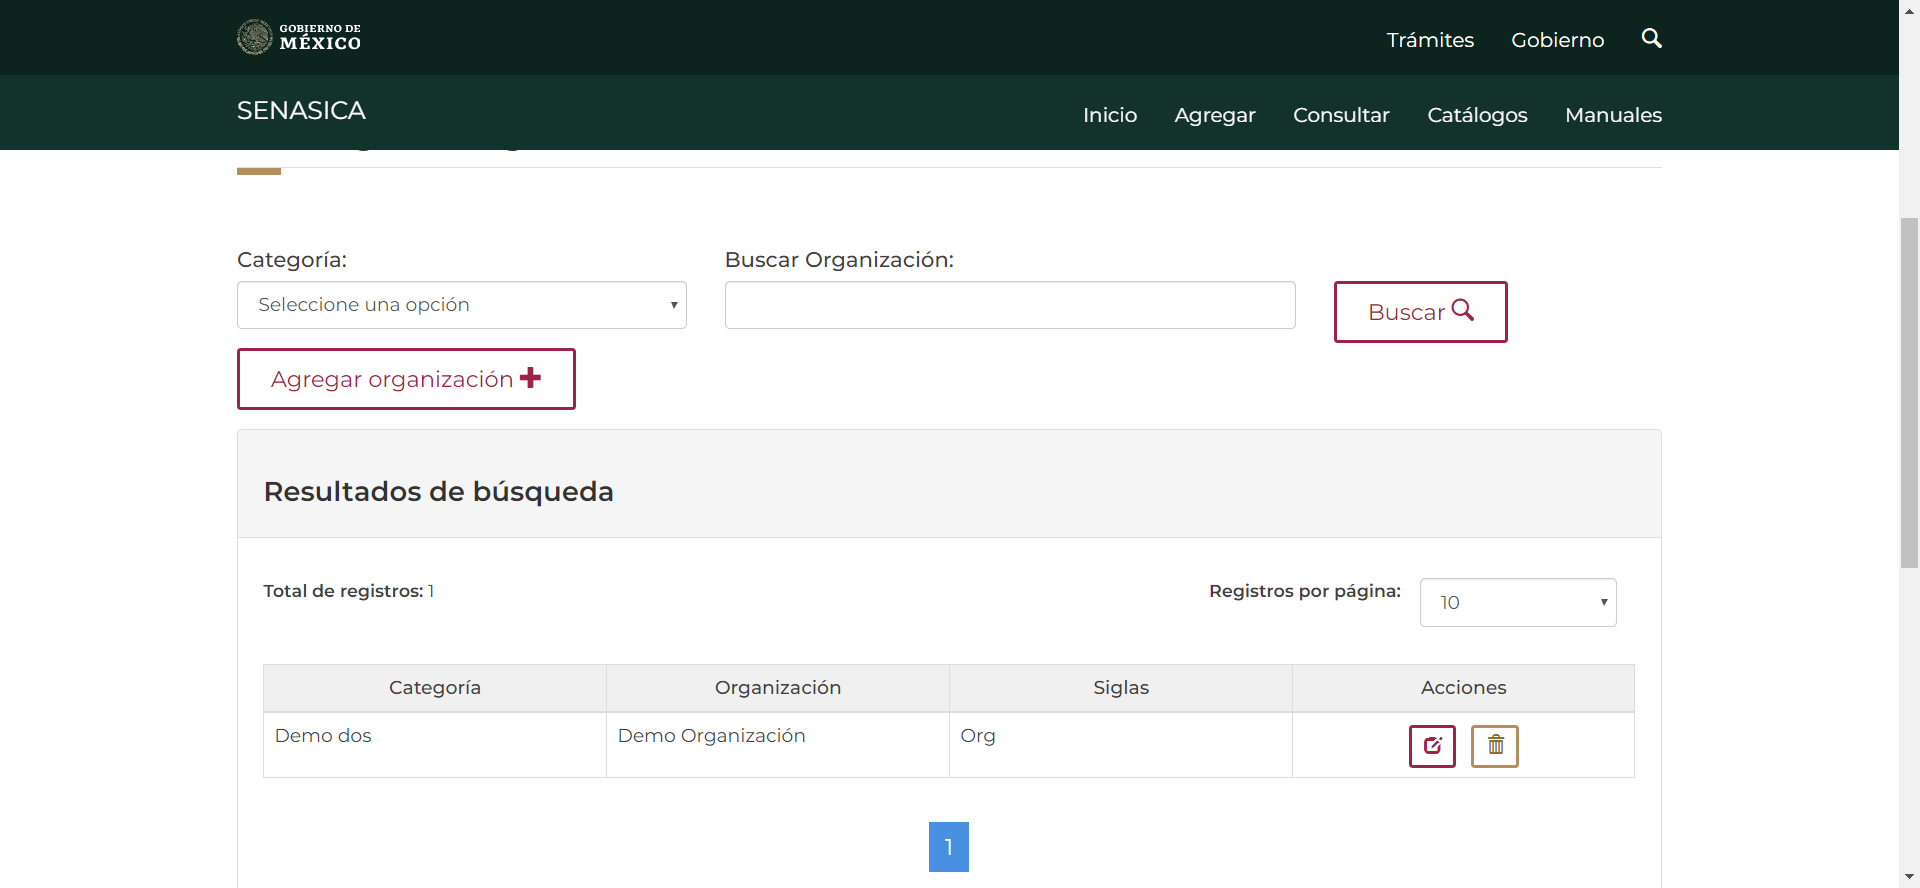 GOBIERNO DE
MÉXICO
Trámites Gobierno
SENASICA
Inicio Agregar Consultar Catálogos Manuales
Categoría:
Buscar Organización:
Seleccione una opción
Buscar
Agregar organización
Resultados de búsqueda
Total de registros: 1
Registros por página:
10
Categoría Organización Siglas Acciones
Demo dos Demo Organización Org
1